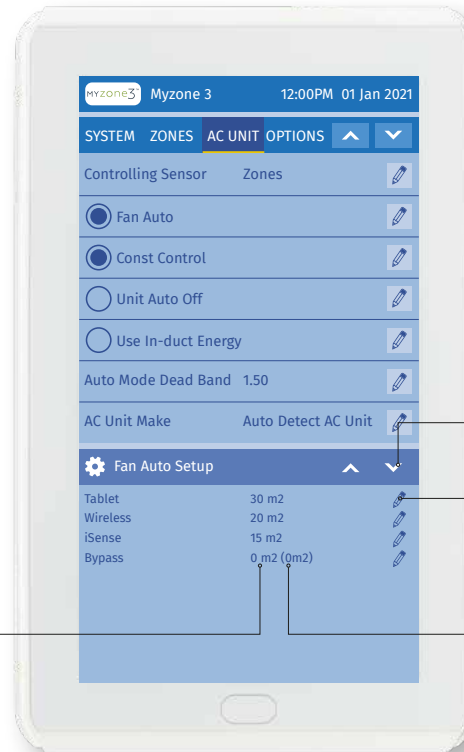 MYZONE3 Myzone 3 12:00PM 01 Jan 2021
SYSTEM ZONES AC UNIT OPTIONS
Controlling Sensor Zones
Fan Auto
Const Control
Unit Auto Off
Use In-duct Energy
Auto Mode Dead Band 1.50
AC Unit Make Auto Detect AC Unit
Fan Auto Setup
Tablet 30 m2
Wireless 20 m2
iSense 15 m2
Bypass 0 m2 (0m2)